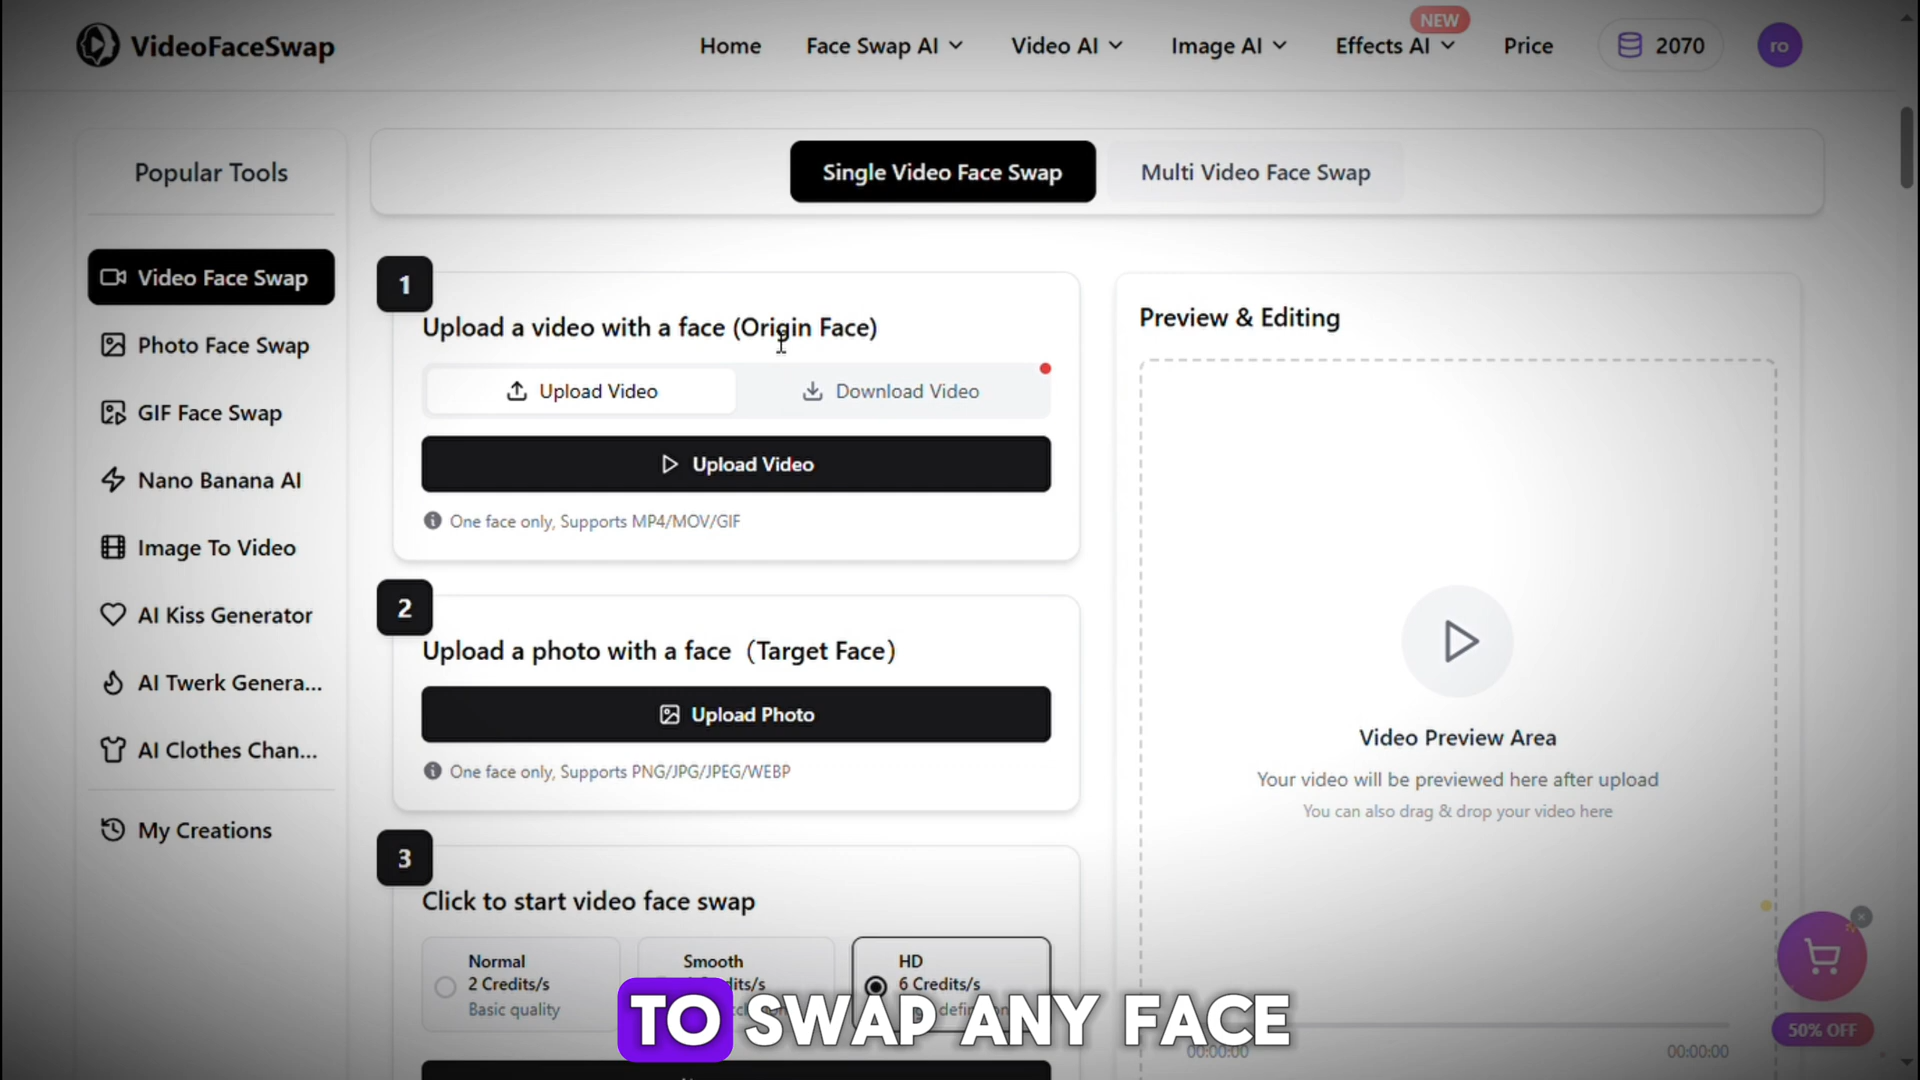 VideoFaceSwap
Home
Face Swap AI
Video AI
Image AI
Effects AI
NEW
Price
2070
ro
Popular Tools
Video Face Swap
Photo Face Swap
GIF Face Swap
Nano Banana AI
Image To Video
AI Kiss Generator
AI Twerk Genera...
AI Clothes Chan...
My Creations
Single Video Face Swap
Multi Video Face Swap
1
Upload a video with a face (Origin Face)
Upload Video
Download Video
Upload Video
One face only, Supports MP4/MOV/GIF
2
Upload a photo with a face（Target Face）
Upload Photo
One face only, Supports PNG/JPG/JPEG/WEBP
3
Click to start video face swap
Normal
2 Credits/s
Basic quality
Smooth
HD
6 Credits/s
Preview & Editing
Video Preview Area
Your video will be previewed here after upload
You can also drag & drop your video here
00:00:00
00:00:00
50% OFF
TO SWAP ANY FACE